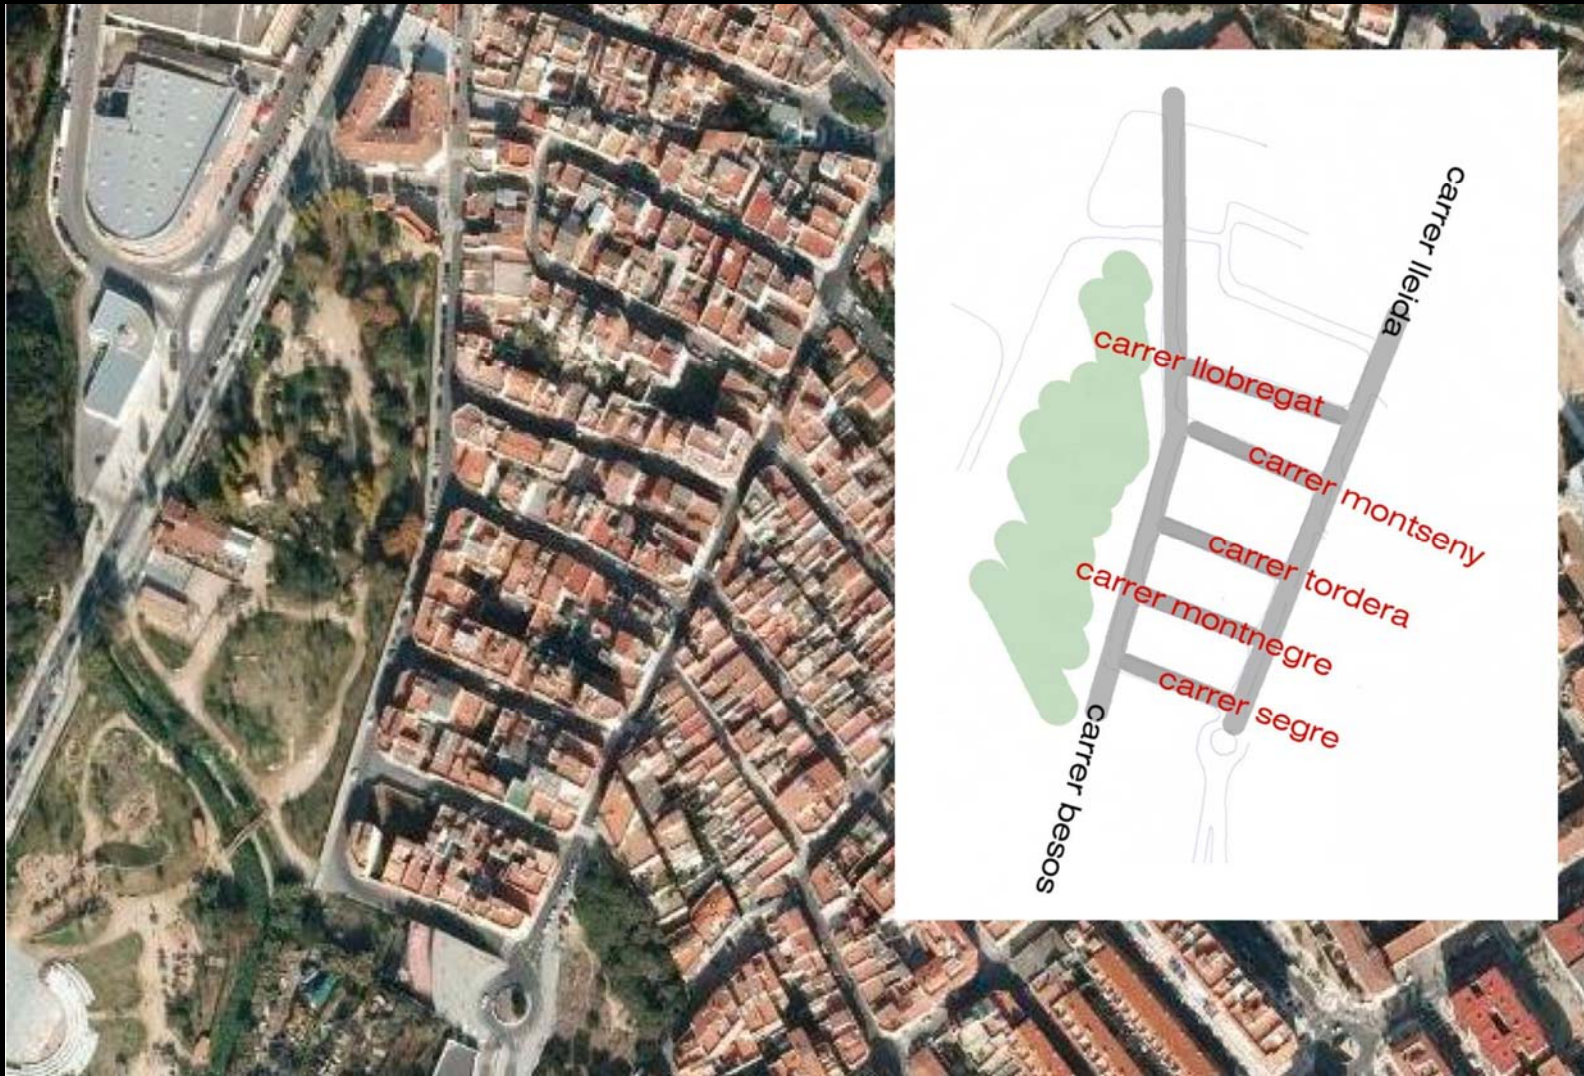 carrer lleida
carrer llobregat
carrer montseny
carrer tordera
carrer montnegre
carrer segre
carrer besos